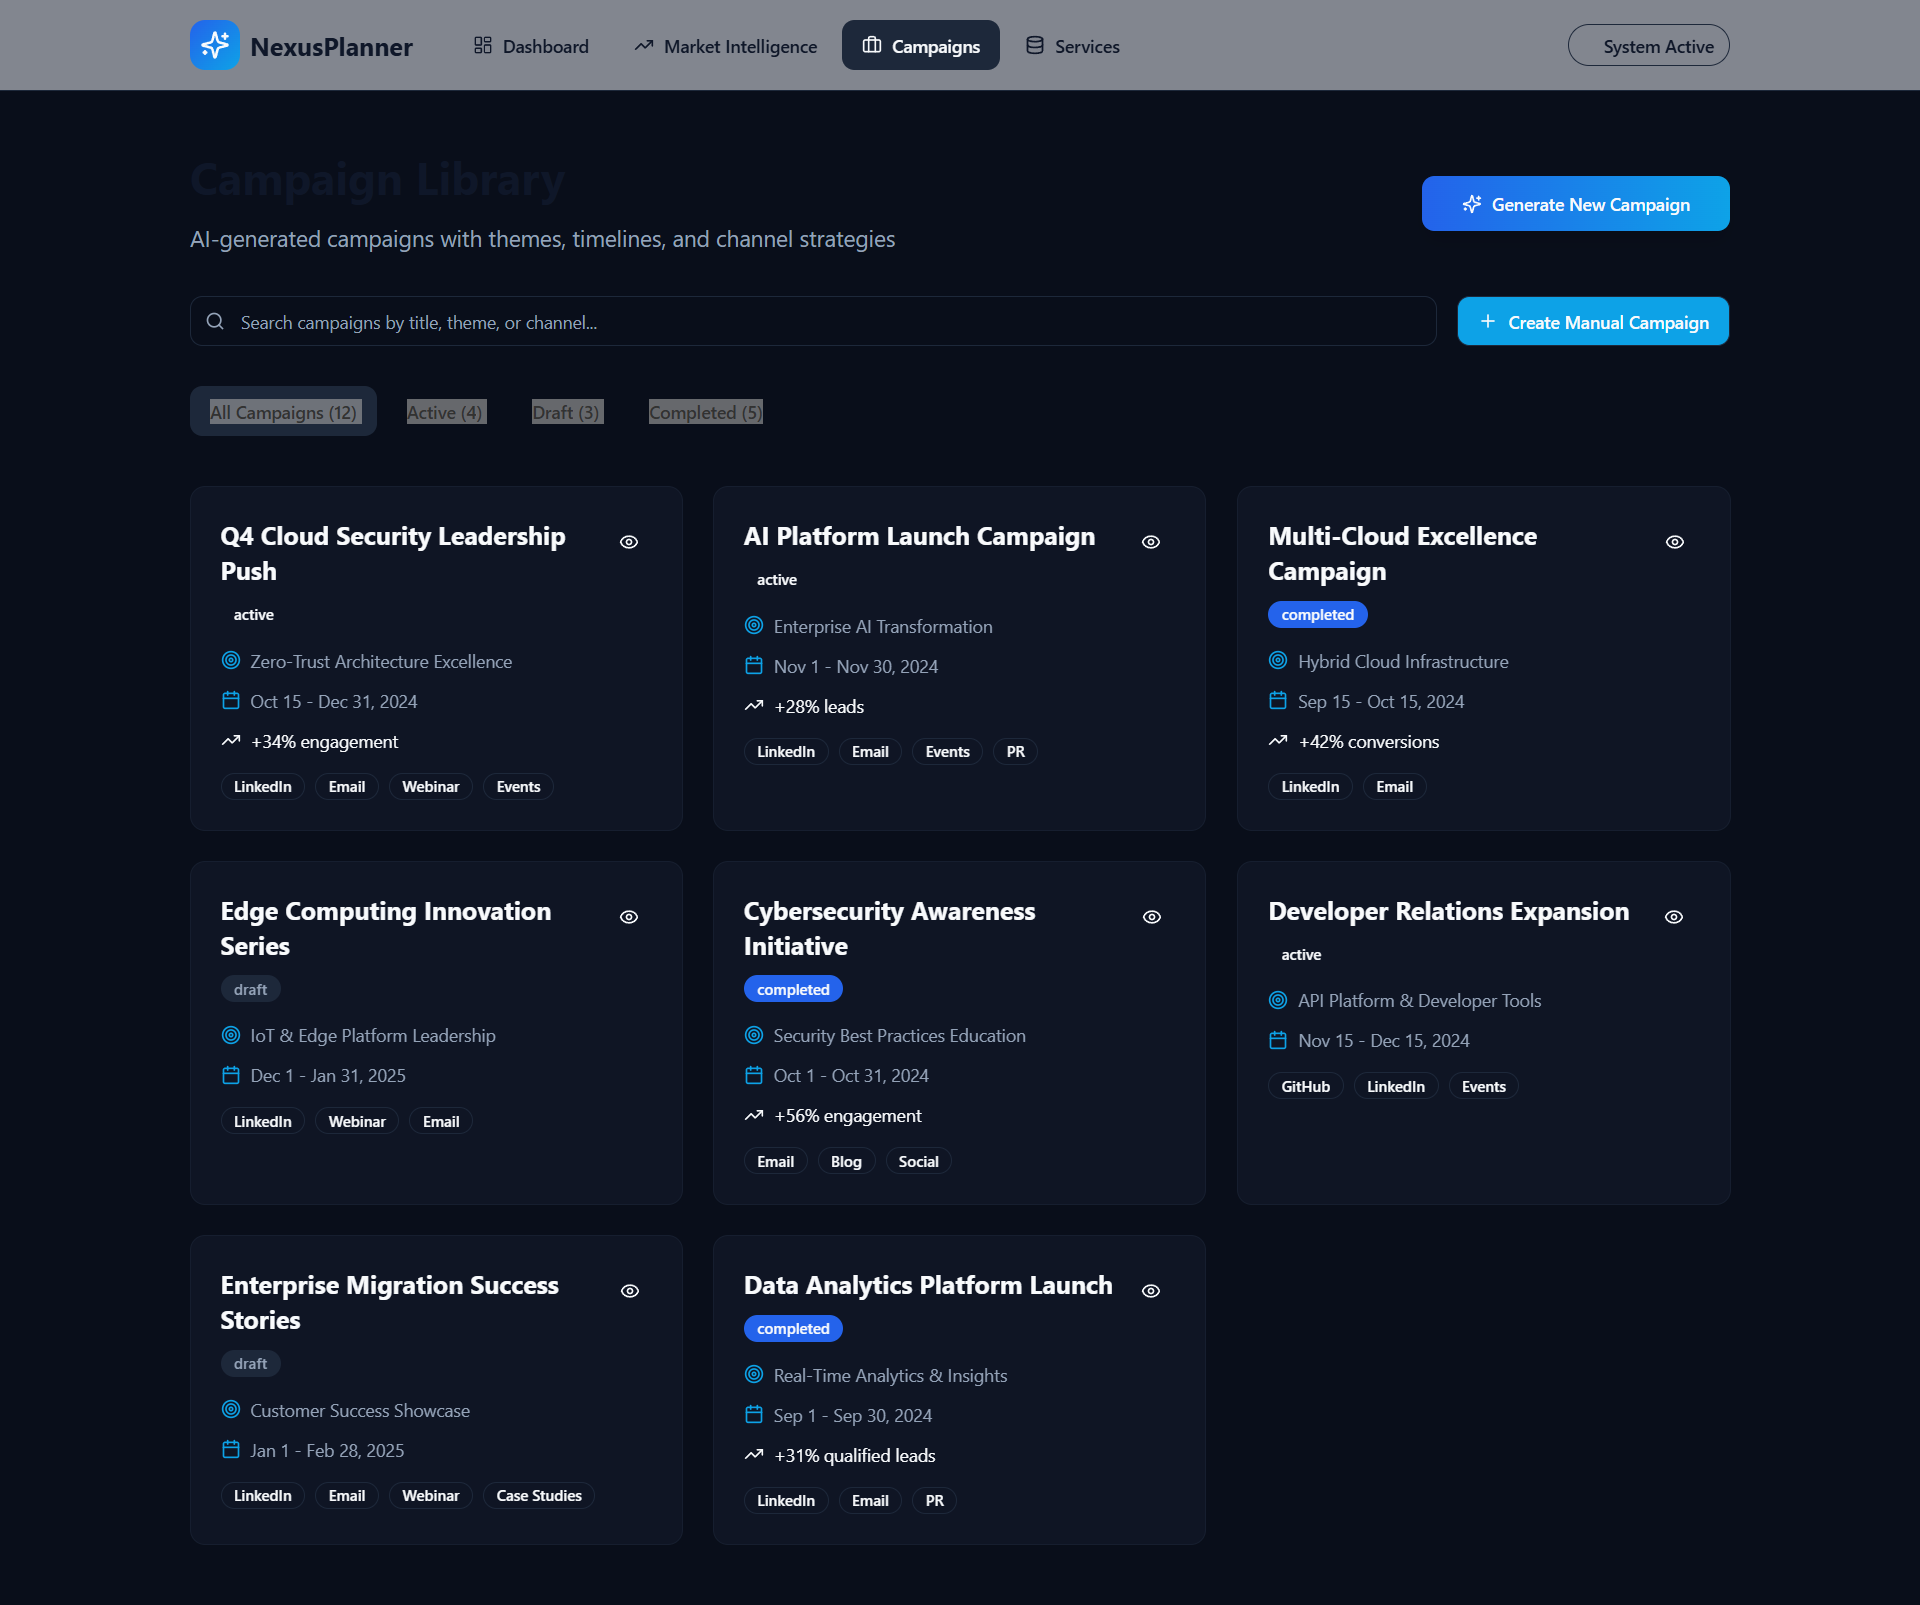 NexusPlanner
Dashboard
Market Intelligence
Campaigns
Services
System Active
Campaign Library
AI-generated campaigns with themes, timelines, and channel strategies
Generate New Campaign
Search campaigns by title, theme, or channel...
Create Manual Campaign
All Campaigns (12)
Active (4)
Draft (3)
Completed (5)
Q4 Cloud Security Leadership
Push
active
Zero-Trust Architecture Excellence
Oct 15 - Dec 31, 2024
+34% engagement
LinkedIn
Email
Webinar
Events
AI Platform Launch Campaign
active
Enterprise AI Transformation
Nov 1 - Nov 30, 2024
+28% leads
LinkedIn
Email
Events
PR
Multi-Cloud Excellence
Campaign
completed
Hybrid Cloud Infrastructure
Sep 15 - Oct 15, 2024
+42% conversions
LinkedIn
Email
Edge Computing Innovation
Series
draft
IoT & Edge Platform Leadership
Dec 1 - Jan 31, 2025
LinkedIn
Webinar
Email
Cybersecurity Awareness
Initiative
completed
Security Best Practices Education
Oct 1 - Oct 31, 2024
+56% engagement
Email
Blog
Social
Developer Relations Expansion
active
API Platform & Developer Tools
Nov 15 - Dec 15, 2024
GitHub
LinkedIn
Events
Enterprise Migration Success
Stories
draft
Customer Success Showcase
Jan 1 - Feb 28, 2025
LinkedIn
Email
Webinar
Case Studies
Data Analytics Platform Launch
completed
Real-Time Analytics & Insights
Sep 1 - Sep 30, 2024
+31% qualified leads
LinkedIn
Email
PR